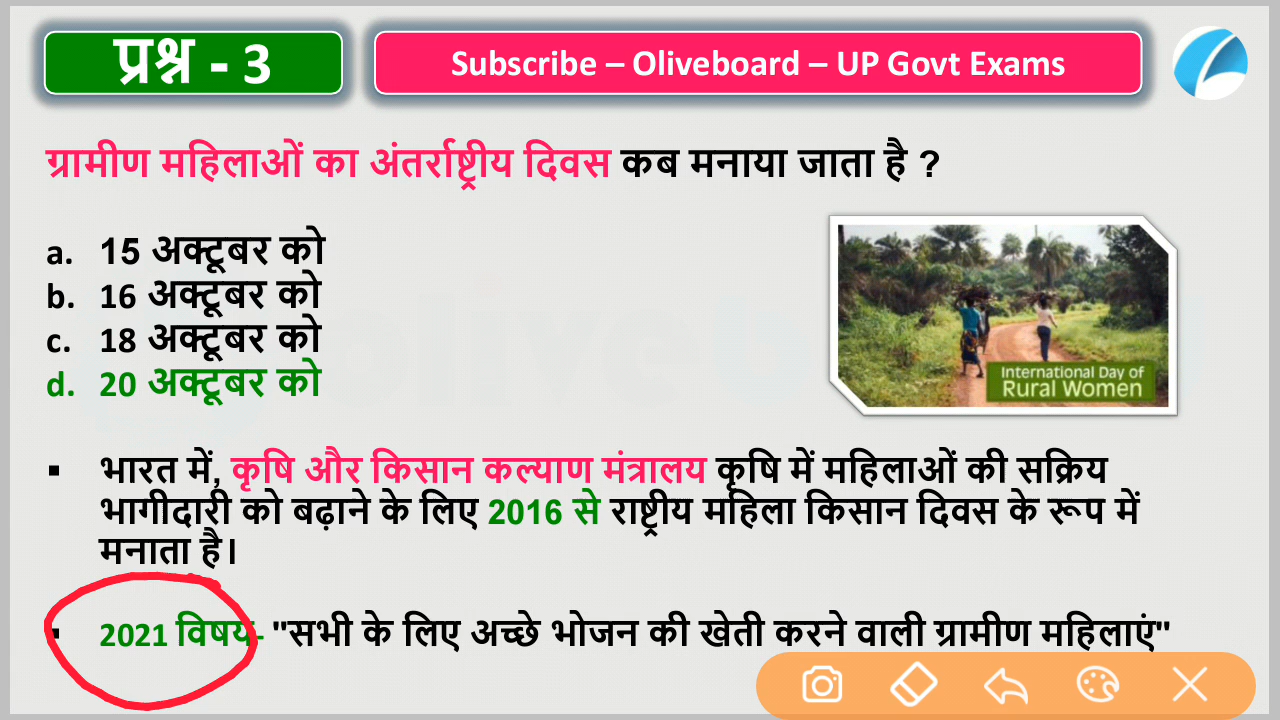 प्रश्न - 3
Subscribe – Oliveboard – UP Govt Exams
ग्रामीण महिलाओं का अंतर्राष्ट्रीय दिवस कब मनाया जाता है ?
a. 15 अक्टूबर को
b. 16 अक्टूबर को
c. 18 अक्टूबर को
d. 20 अक्टूबर को
International Day of
Rural Women
▪ भारत में, कृषि और किसान कल्याण मंत्रालय कृषि में महिलाओं की सक्रिय
भागीदारी को बढ़ाने के लिए 2016 से राष्ट्रीय महिला किसान दिवस के रूप में
मनाता है।
▪ 2021 विषय- "सभी के लिए अच्छे भोजन की खेती करने वाली ग्रामीण महिलाएं"